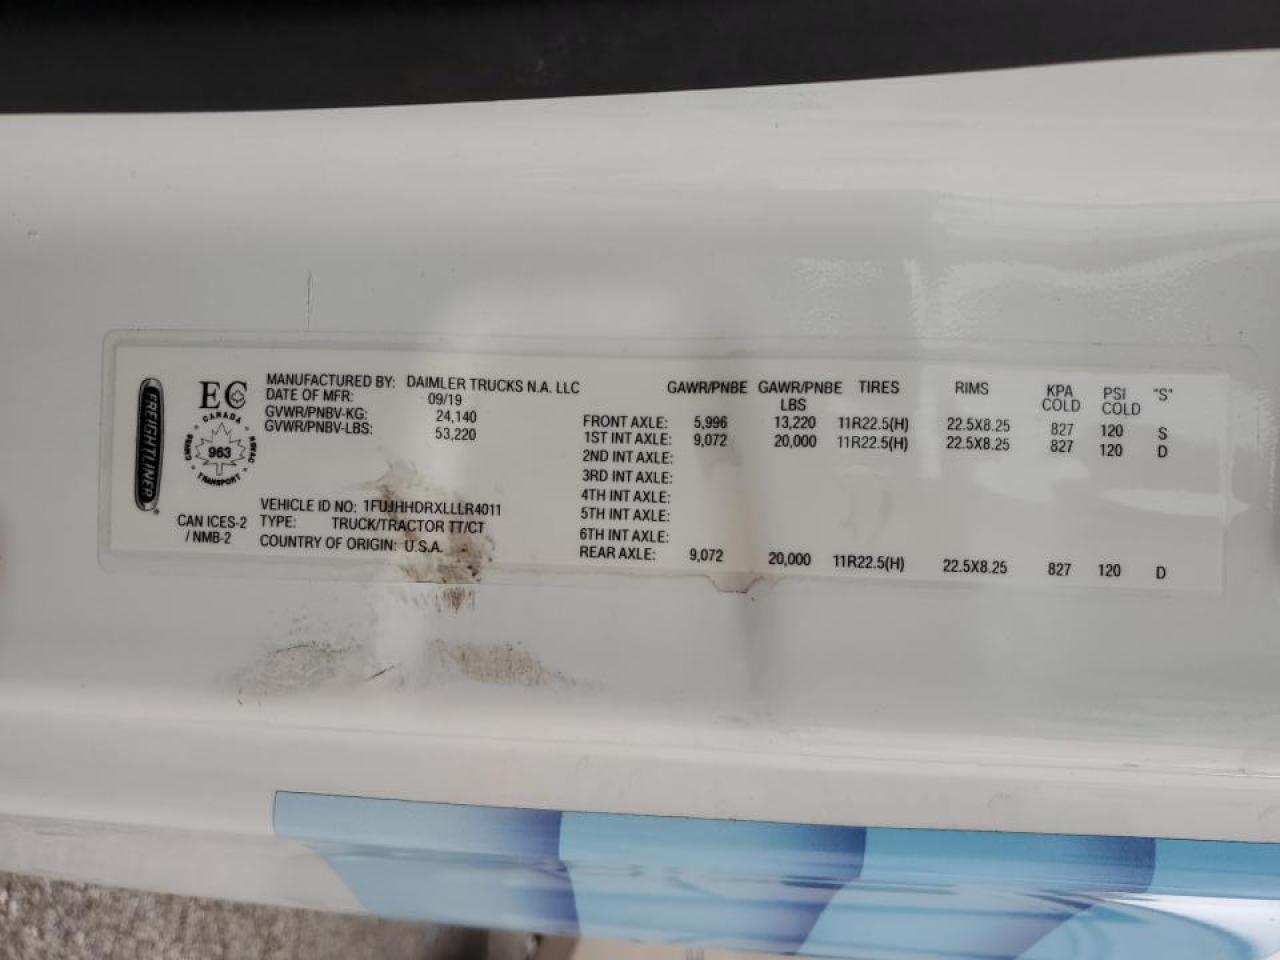 FREIGHTLINER
EC
CANADA
CMVSS NSVAC
963
TRANSPORT
CAN ICES-2
/ NMB-2
MANUFACTURED BY: DAIMLER TRUCKS N.A. LLC
DATE OF MFR: 09/19
GVWR/PNBV-KG: 24,140
GVWR/PNBV-LBS: 53,220
VEHICLE ID NO: 1FUJHHDRXLLLR4011
TYPE: TRUCK/TRACTOR TT/CT
COUNTRY OF ORIGIN: U.S.A.
GAWR/PNBE GAWR/PNBE TIRES RIMS KPA PSI "S"
LBS COLD COLD
FRONT AXLE: 5,996 13,220 11R22.5(H) 22.5X8.25 827 120 S
1ST INT AXLE: 9,072 20,000 11R22.5(H) 22.5X8.25 827 120 D
2ND INT AXLE:
3RD INT AXLE:
4TH INT AXLE:
5TH INT AXLE:
6TH INT AXLE:
REAR AXLE: 9,072 20,000 11R22.5(H) 22.5X8.25 827 120 D